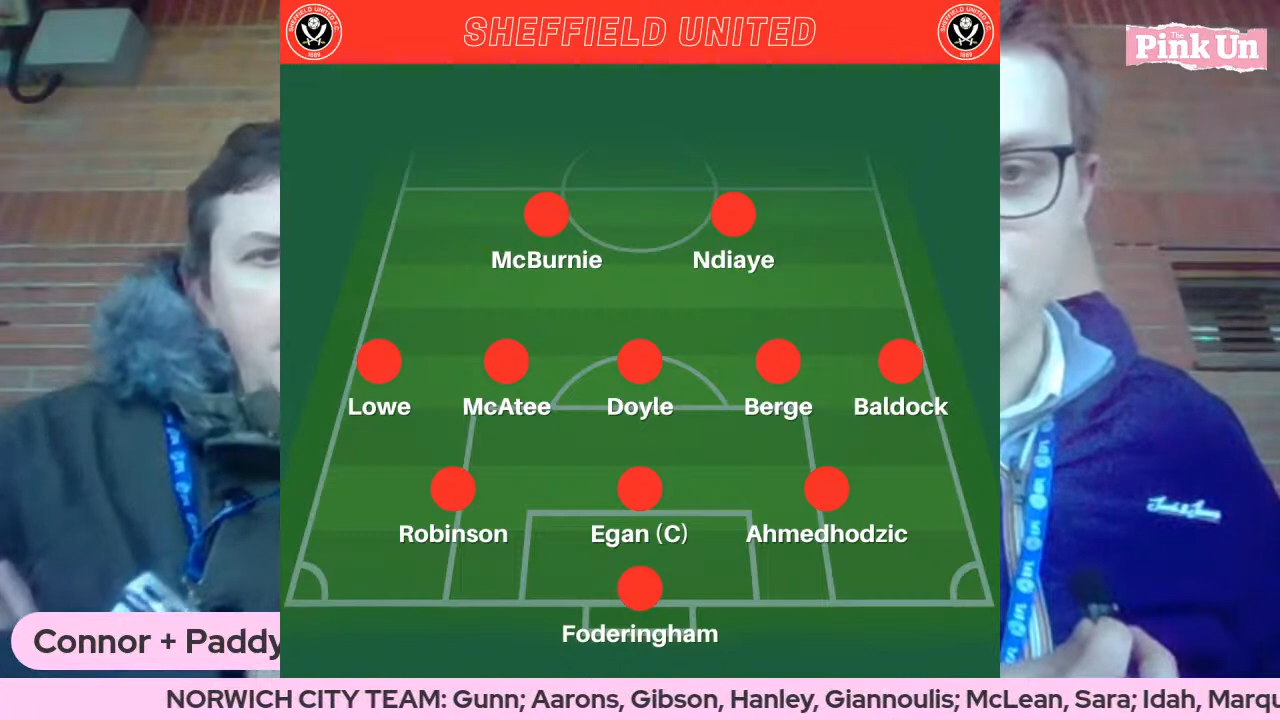 SHEFFIELD UNITED
The
Pink Un
McBurnie Ndiaye
Lowe McAtee Doyle Berge Baldock
Robinson Egan (C) Ahmedhodzic
Foderingham
Connor + Paddy
NORWICH CITY TEAM: Gunn; Aarons, Gibson, Hanley, Giannoulis; McLean, Sara; Idah, Marqu